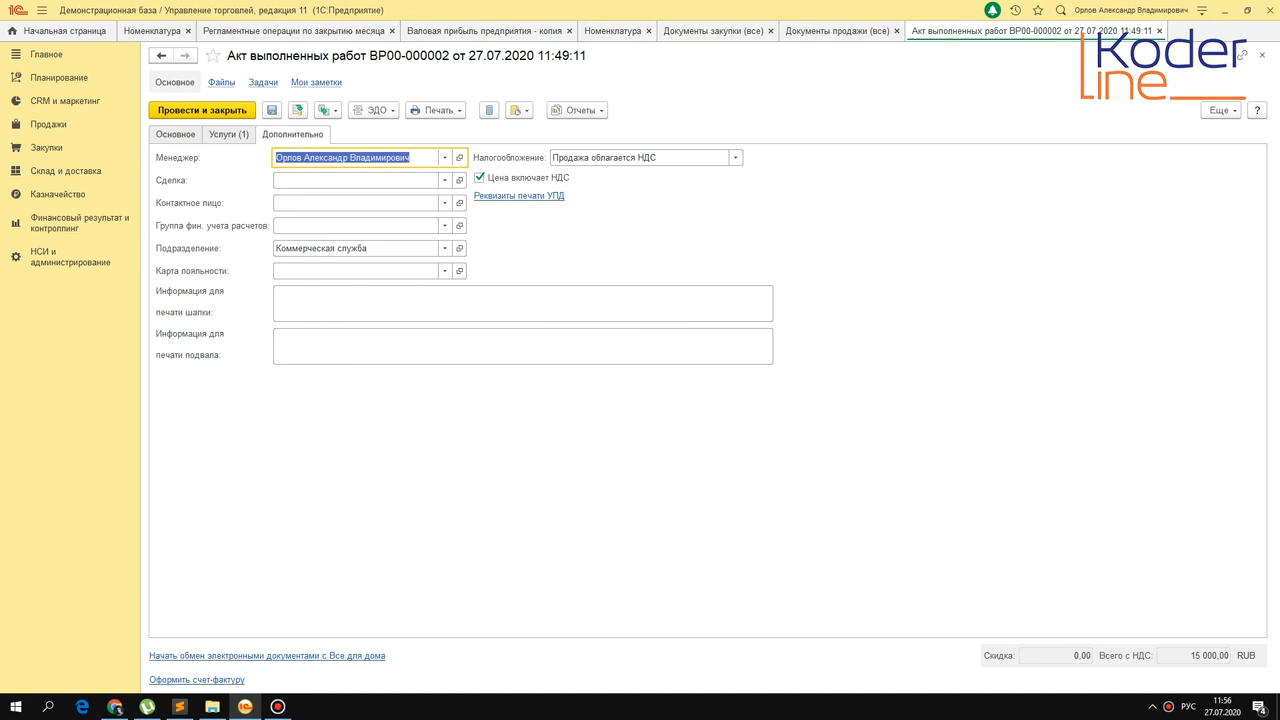 Демонстрационная база / Управление торговлей, редакция 11 (1С:Предприятие)
Орлов Александр Владимирович
Начальная страница
Номенклатура
Регламентные операции по закрытию месяца
Валовая прибыль предприятия - копия
Номенклатура
Документы закупки (все)
Документы продажи (все)
Акт выполненных работ ВР00-000002 от 27.07.2020 11:49:11
Koder
line
Главное
Планирование
CRM и маркетинг
Продажи
Закупки
Склад и доставка
Казначейство
Финансовый результат и
контроллинг
НСИ и
администрирование
Акт выполненных работ ВР00-000002 от 27.07.2020 11:49:11
Основное Файлы Задачи Мои заметки
Провести и закрыть ЭДО Печать Отчеты Еще ?
Основное Услуги (1) Дополнительно
Менеджер: Орлов Александр Владимирович Налогообложение: Продажа облагается НДС
Сделка: Цена включает НДС
Контактное лицо: Реквизиты печати УПД
Группа фин. учета расчетов:
Подразделение: Коммерческая служба
Карта лояльности:
Информация для
печати шапки:
Информация для
печати подвала:
Начать обмен электронными документами с Все для дома
Скидка: 0,00 Всего с НДС: 15 000,00 RUB
Оформить счет-фактуру
РУС
11:56
27.07.2020
4